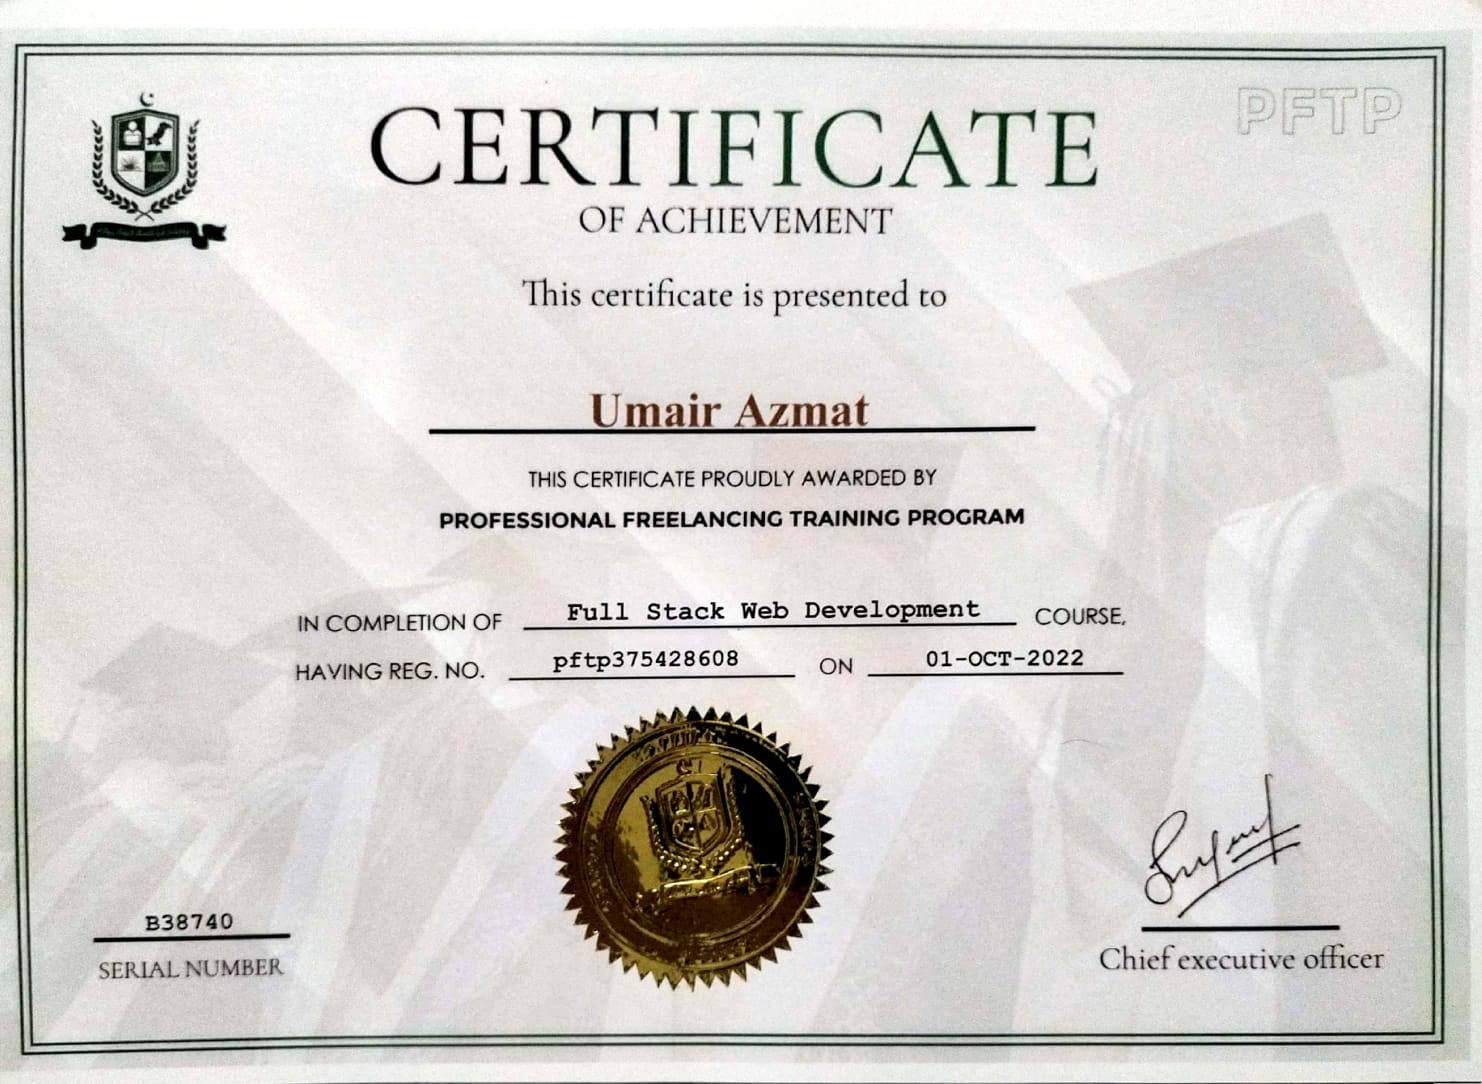 PFTP
CERTIFICATE
OF ACHIEVEMENT
This certificate is presented to
Umair Azmat
THIS CERTIFICATE PROUDLY AWARDED BY
PROFESSIONAL FREELANCING TRAINING PROGRAM
IN COMPLETION OF Full Stack Web Development COURSE,
HAVING REG. NO. pftp375428608 ON 01-OCT-2022
B38740
SERIAL NUMBER
Chief executive officer